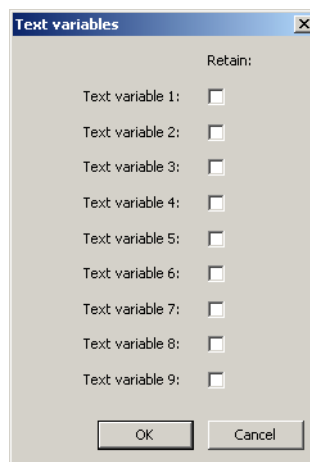 Text variables
Retain:
Text variable 1:
Text variable 2:
Text variable 3:
Text variable 4:
Text variable 5:
Text variable 6:
Text variable 7:
Text variable 8:
Text variable 9:
OK Cancel